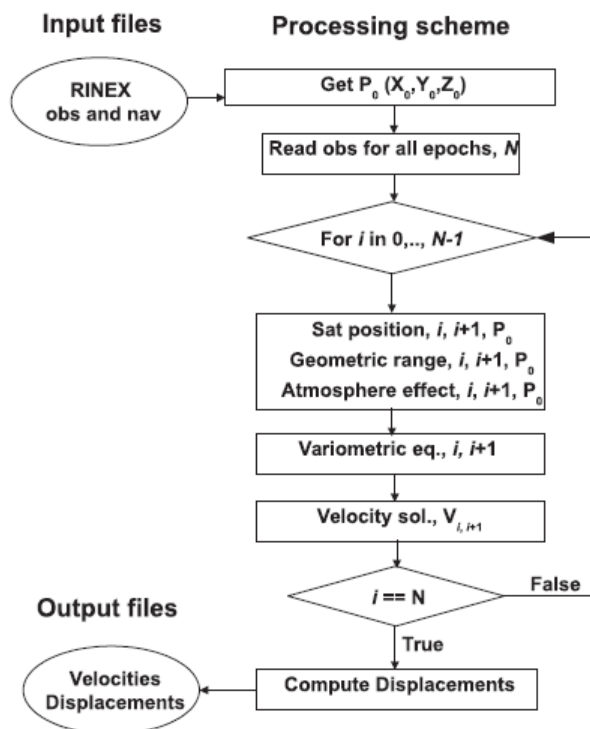 Input files
Processing scheme
RINEX
obs and nav
Get P0 (X0,Y0,Z0)
Read obs for all epochs, N
For i in 0,.., N-1
Sat position, i, i+1, P0
Geometric range, i, i+1, P0
Atmosphere effect, i, i+1, P0
Variometric eq., i, i+1
Velocity sol., Vi, i+1
i == N
False
True
Output files
Velocities
Displacements
Compute Displacements